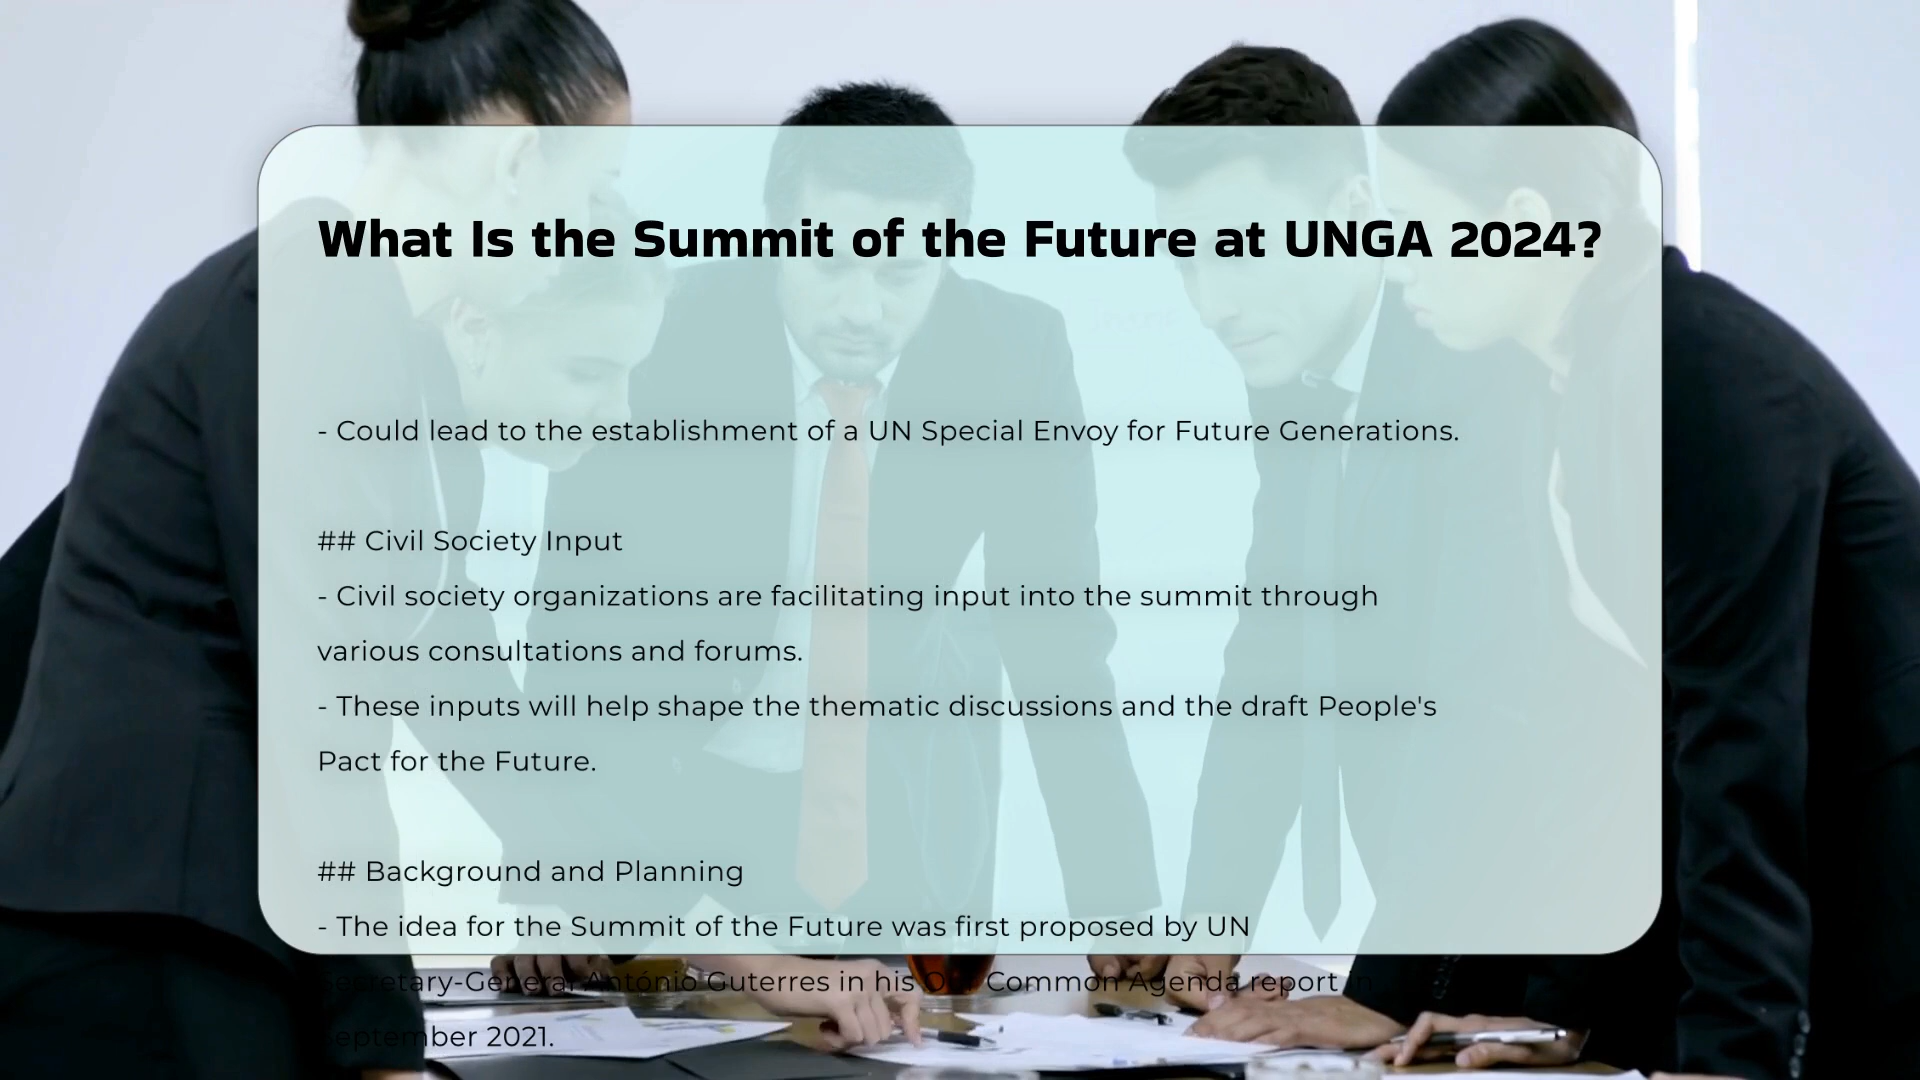 What Is the Summit of the Future at UNGA 2024?
- Could lead to the establishment of a UN Special Envoy for Future Generations.
## Civil Society Input
- Civil society organizations are facilitating input into the summit through
various consultations and forums.
- These inputs will help shape the thematic discussions and the draft People's
Pact for the Future.
## Background and Planning
- The idea for the Summit of the Future was first proposed by UN
Secretary-General António Guterres in his Our Common Agenda report in
September 2021.